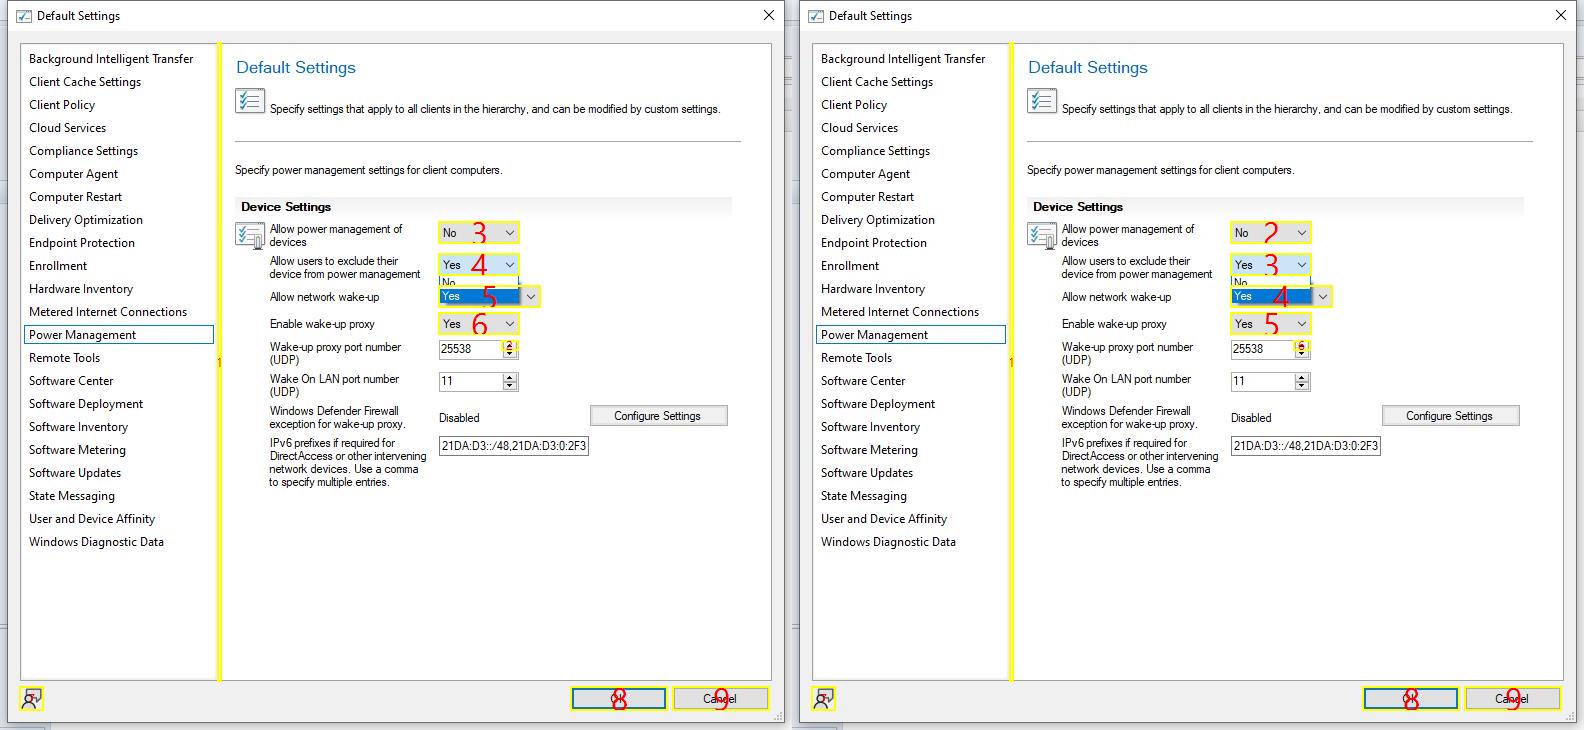 Default Settings
Background Intelligent Transfer
Client Cache Settings
Client Policy
Cloud Services
Compliance Settings
Computer Agent
Computer Restart
Delivery Optimization
Endpoint Protection
Enrollment
Hardware Inventory
Metered Internet Connections
Power Management
Remote Tools
Software Center
Software Deployment
Software Inventory
Software Metering
Software Updates
State Messaging
User and Device Affinity
Windows Diagnostic Data
1
Default Settings
Specify settings that apply to all clients in the hierarchy, and can be modified by custom settings.
Specify power management settings for client computers.
Device Settings
Allow power management of
devices
No 3
Allow users to exclude their
device from power management
Yes 4
No
Allow network wake-up
Yes 5
Enable wake-up proxy
Yes 6
Wake-up proxy port number
(UDP)
25538 2
Wake On LAN port number
(UDP)
11
Windows Defender Firewall
exception for wake-up proxy.
Disabled
Configure Settings
IPv6 prefixes if required for
DirectAccess or other intervening
network devices. Use a comma
to specify multiple entries.
21DA:D3::/48,21DA:D3:0:2F3
8
Cancel 9
Default Settings
Background Intelligent Transfer
Client Cache Settings
Client Policy
Cloud Services
Compliance Settings
Computer Agent
Computer Restart
Delivery Optimization
Endpoint Protection
Enrollment
Hardware Inventory
Metered Internet Connections
Power Management
Remote Tools
Software Center
Software Deployment
Software Inventory
Software Metering
Software Updates
State Messaging
User and Device Affinity
Windows Diagnostic Data
1
Default Settings
Specify settings that apply to all clients in the hierarchy, and can be modified by custom settings.
Specify power management settings for client computers.
Device Settings
Allow power management of
devices
No 2
Allow users to exclude their
device from power management
Yes 3
No
Allow network wake-up
Yes 4
Enable wake-up proxy
Yes 5
Wake-up proxy port number
(UDP)
25538 6
Wake On LAN port number
(UDP)
11
Windows Defender Firewall
exception for wake-up proxy.
Disabled
Configure Settings
IPv6 prefixes if required for
DirectAccess or other intervening
network devices. Use a comma
to specify multiple entries.
21DA:D3::/48,21DA:D3:0:2F3
8
Cancel 9